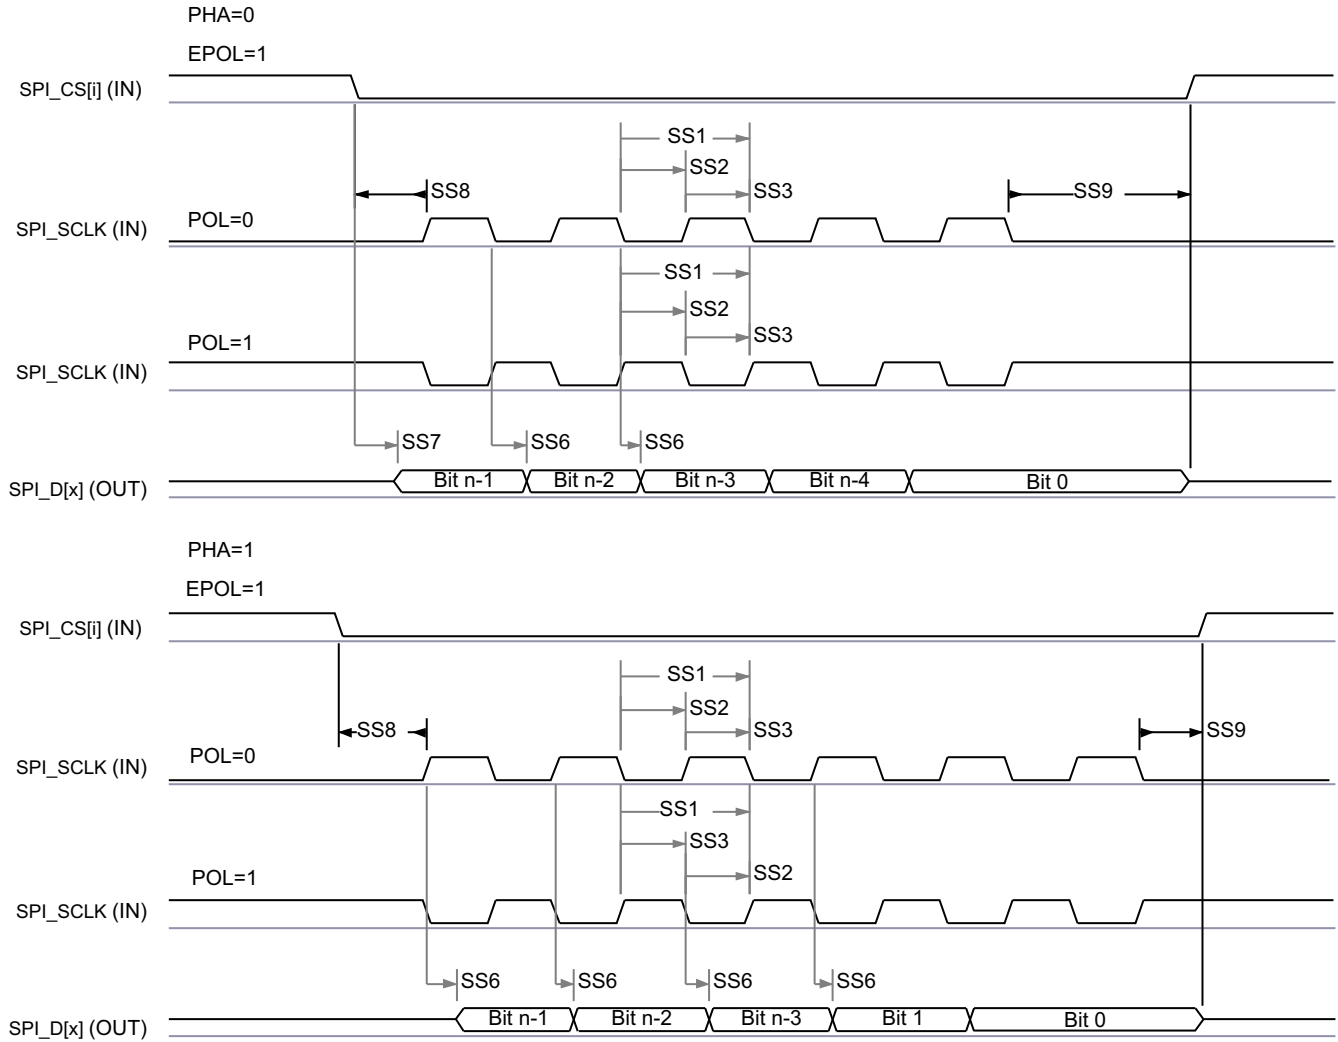 PHA=0
EPOL=1
SPI_CS[i] (IN)
SS1
SS2
SS8
SS3
SS9
POL=0
SPI_SCLK (IN)
SS1
SS2
SS3
POL=1
SPI_SCLK (IN)
SS7
SS6
SS6
SPI_D[x] (OUT)
Bit n-1
Bit n-2
Bit n-3
Bit n-4
Bit 0
PHA=1
EPOL=1
SPI_CS[i] (IN)
SS1
SS2
SS8
SS3
SS9
POL=0
SPI_SCLK (IN)
SS1
SS3
SS2
POL=1
SPI_SCLK (IN)
SS6
SS6
SS6
SS6
SPI_D[x] (OUT)
Bit n-1
Bit n-2
Bit n-3
Bit 1
Bit 0